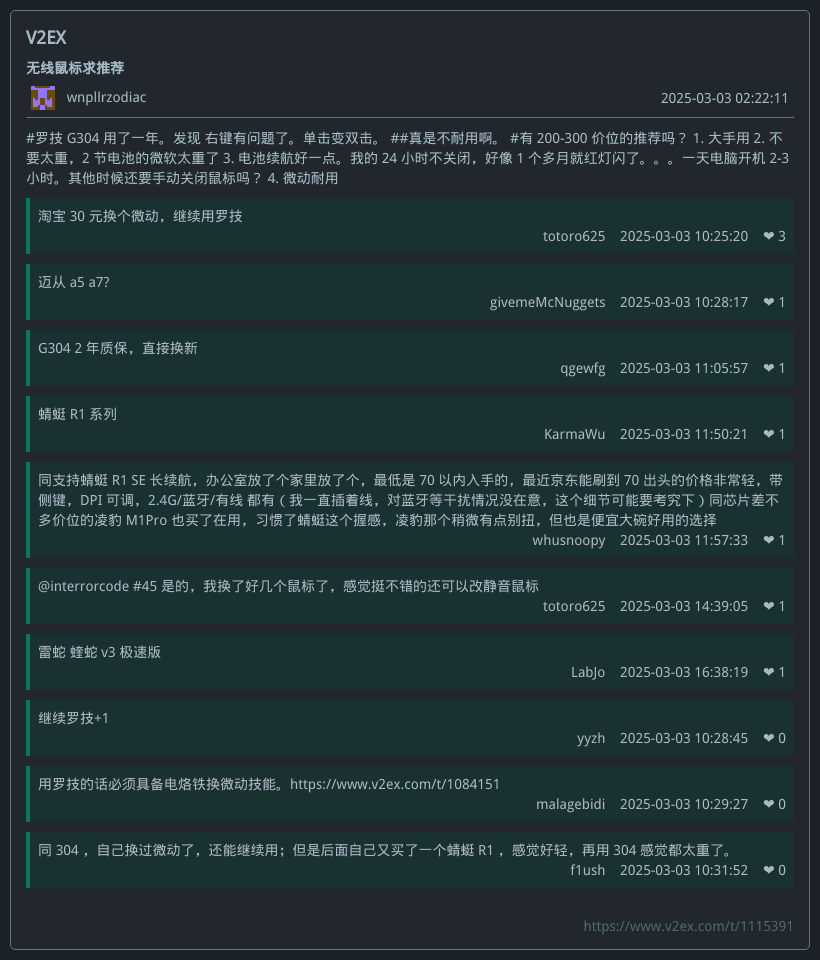 V2EX
无线鼠标求推荐
wnpllrzodiac
2025-03-03 02:22:11
#罗技 G304 用了一年。发现 右键有问题了。单击变双击。 ##真是不耐用啊。 #有 200-300 价位的推荐吗？ 1. 大手用 2. 不
要太重，2 节电池的微软太重了 3. 电池续航好一点。我的 24 小时不关闭，好像 1 个多月就红灯闪了。。。一天电脑开机 2-3
小时。其他时候还要手动关闭鼠标吗？ 4. 微动耐用
淘宝 30 元换个微动，继续用罗技
totoro625 2025-03-03 10:25:20 ❤ 3
迈从 a5 a7?
givemeMcNuggets 2025-03-03 10:28:17 ❤ 1
G304 2 年质保，直接换新
qgewfg 2025-03-03 11:05:57 ❤ 1
蜻蜓 R1 系列
KarmaWu 2025-03-03 11:50:21 ❤ 1
同支持蜻蜓 R1 SE 长续航，办公室放了个家里放了个，最低是 70 以内入手的，最近京东能刷到 70 出头的价格非常轻，带
侧键，DPI 可调，2.4G/蓝牙/有线 都有（ 我一直插着线，对蓝牙等干扰情况没在意，这个细节可能要考究下 ）同芯片差不
多价位的凌豹 M1Pro 也买了在用，习惯了蜻蜓这个握感，凌豹那个稍微有点别扭，但也是便宜大碗好用的选择
whusnoopy 2025-03-03 11:57:33 ❤ 1
@interrorcode #45 是的，我换了好几个鼠标了，感觉挺不错的还可以改静音鼠标
totoro625 2025-03-03 14:39:05 ❤ 1
雷蛇 蝰蛇 v3 极速版
LabJo 2025-03-03 16:38:19 ❤ 1
继续罗技+1
yyzh 2025-03-03 10:28:45 ❤ 0
用罗技的话必须具备电烙铁换微动技能。https://www.v2ex.com/t/1084151
malagebidi 2025-03-03 10:29:27 ❤ 0
同 304 ，自己换过微动了，还能继续用；但是后面自己又买了一个蜻蜓 R1 ，感觉好轻，再用 304 感觉都太重了。
f1ush 2025-03-03 10:31:52 ❤ 0
https://www.v2ex.com/t/1115391